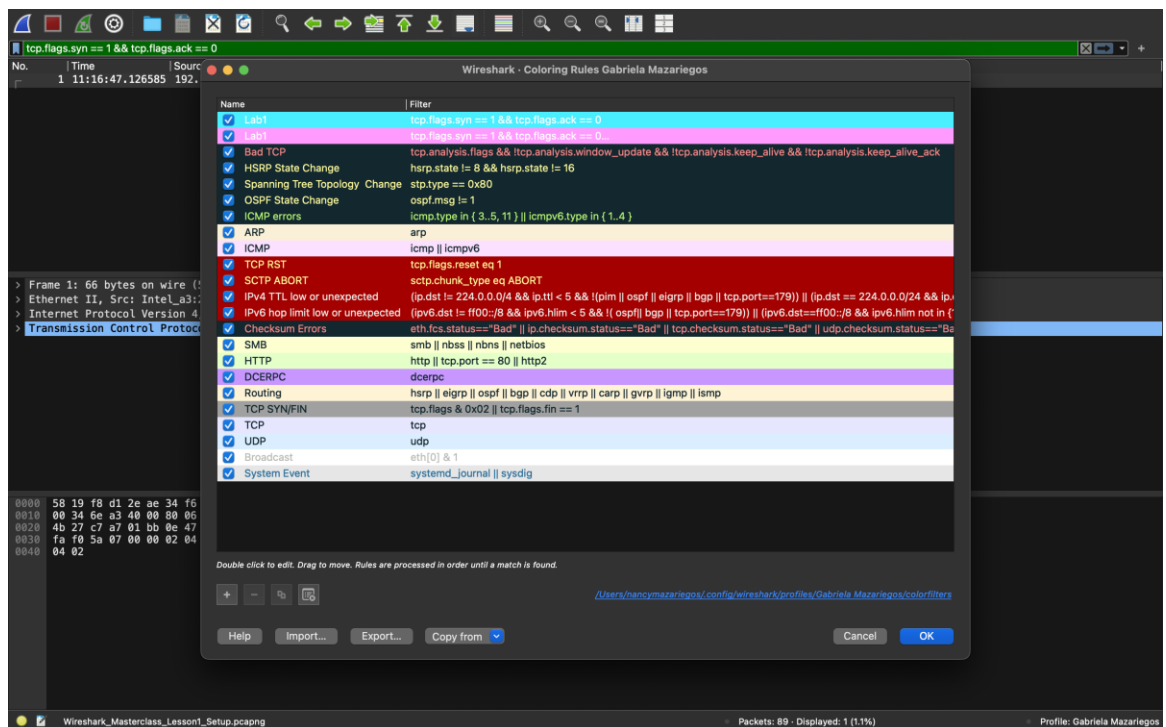 tcp.flags.syn == 1 && tcp.flags.ack == 0
No. Time Sourc
1 11:16:47.126585 192.
Wireshark · Coloring Rules Gabriela Mazariegos
Name Filter
Lab1 tcp.flags.syn == 1 && tcp.flags.ack == 0
Lab1 tcp.flags.syn == 1 && tcp.flags.ack == 0...
Bad TCP tcp.analysis.flags && !tcp.analysis.window_update && !tcp.analysis.keep_alive && !tcp.analysis.keep_alive_ack
HSRP State Change hsrp.state != 8 && hsrp.state != 16
Spanning Tree Topology Change stp.type == 0x80
OSPF State Change ospf.msg != 1
ICMP errors icmp.type in { 3..5, 11 } || icmpv6.type in { 1..4 }
ARP arp
ICMP icmp || icmpv6
TCP RST tcp.flags.reset eq 1
SCTP ABORT sctp.chunk_type eq ABORT
IPv4 TTL low or unexpected (ip.dst != 224.0.0.0/4 && ip.ttl < 5 && !(pim || ospf || eigrp || bgp || tcp.port==179)) || (ip.dst == 224.0.0.0/24 && ip.
IPv6 hop limit low or unexpected (ipv6.dst != ff00::/8 && ipv6.hlim < 5 && !( ospf|| bgp || tcp.port==179)) || (ipv6.dst==ff00::/8 && ipv6.hlim not in {
Checksum Errors eth.fcs.status=="Bad" || ip.checksum.status=="Bad" || tcp.checksum.status=="Bad" || udp.checksum.status=="Ba
SMB smb || nbss || nbns || netbios
HTTP http || tcp.port == 80 || http2
DCERPC dcerpc
Routing hsrp || eigrp || ospf || bgp || cdp || vrrp || carp || gvrp || igmp || ismp
TCP SYN/FIN tcp.flags & 0x02 || tcp.flags.fin == 1
TCP tcp
UDP udp
Broadcast eth[0] & 1
System Event systemd_journal || sysdig
Frame 1: 66 bytes on wire (
Ethernet II, Src: Intel_a3:
Internet Protocol Version 4
Transmission Control Protoc
0000 58 19 f8 d1 2e ae 34 f6
0010 00 34 6e a3 40 00 80 06
0020 4b 27 c7 a7 01 bb 0e 47
0030 fa f0 5a 07 00 00 02 04
0040 04 02
Double click to edit. Drag to move. Rules are processed in order until a match is found.
/Users/nancymazariegos/.config/wireshark/profiles/Gabriela Mazariegos/colorfilters
Help Import... Export... Copy from Cancel OK
Wireshark_Masterclass_Lesson1_Setup.pcapng Packets: 89 · Displayed: 1 (1.1%) Profile: Gabriela Mazariegos